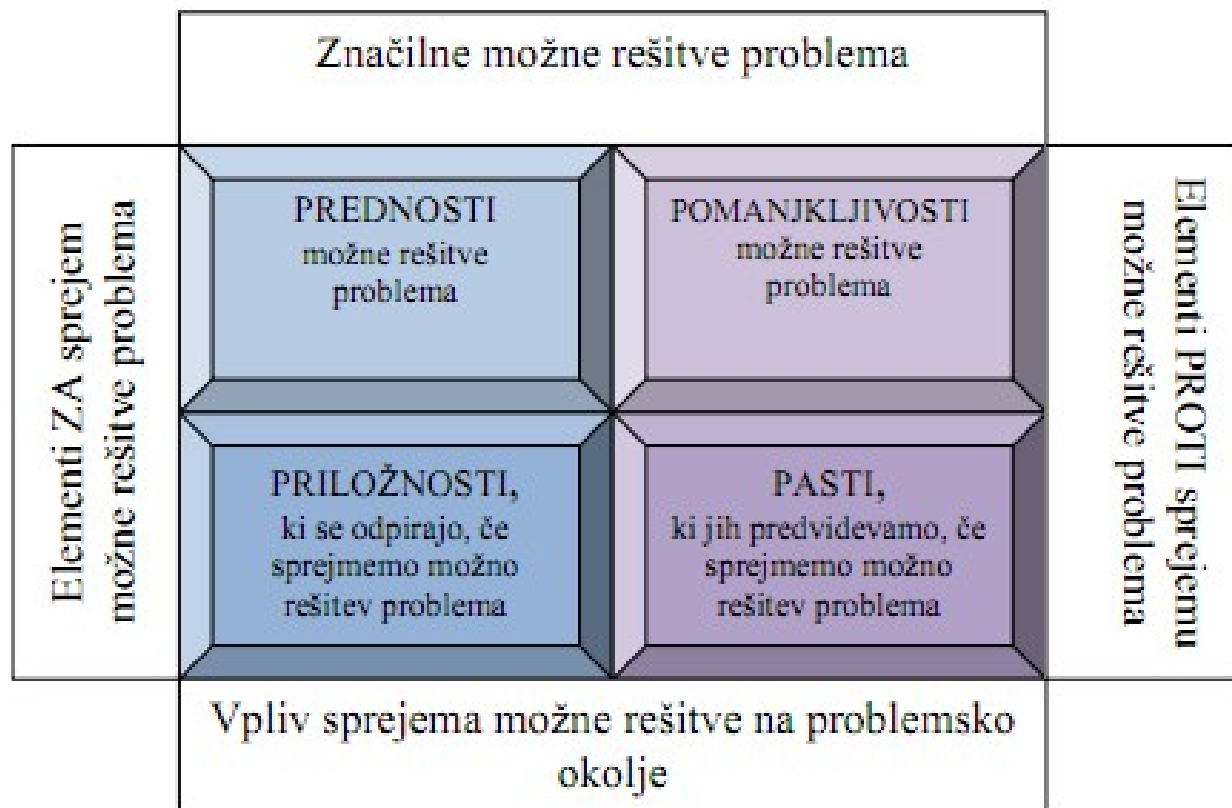 Značilne možne rešitve problema
Elementi ZA sprejem
možne rešitve problema
PREDNOSTI
možne rešitve
problema
POMANJKLJIVOSTI
možne rešitve
problema
Elementi PROTI sprejemu
možne rešitve problema
PRILOŽNOSTI,
ki se odpirajo, če
sprejmemo možno
rešitev problema
PASTI,
ki jih predvidevamo, če
sprejmemo možno
rešitev problema
Vpliv sprejema možne rešitve na problemsko
okolje